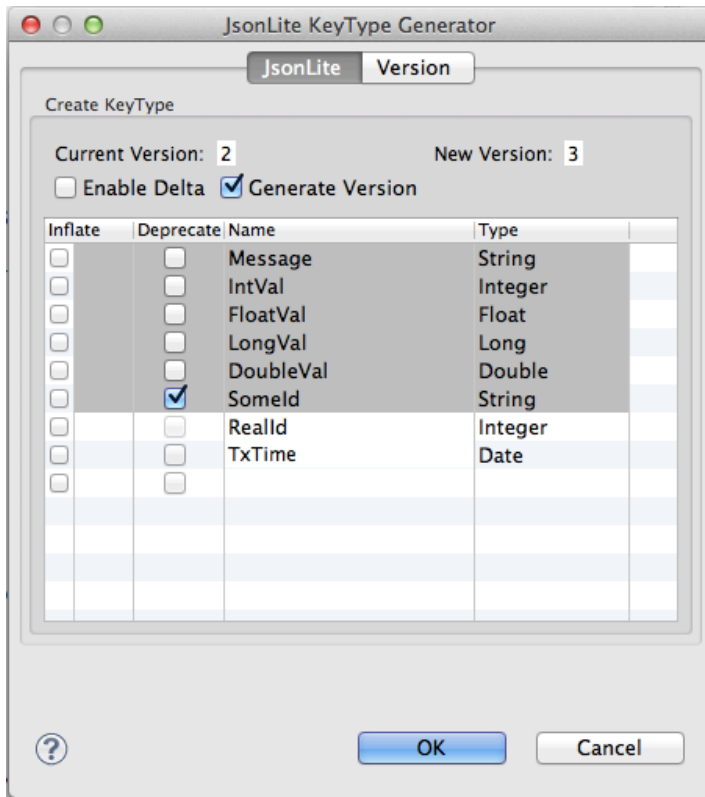 JsonLite KeyType Generator
JsonLite Version
Create KeyType
Current Version: 2 New Version: 3
Enable Delta Generate Version
Inflate Deprecate Name Type
Message String
IntVal Integer
FloatVal Float
LongVal Long
DoubleVal Double
SomeId String
RealId Integer
TxTime Date
? OK Cancel